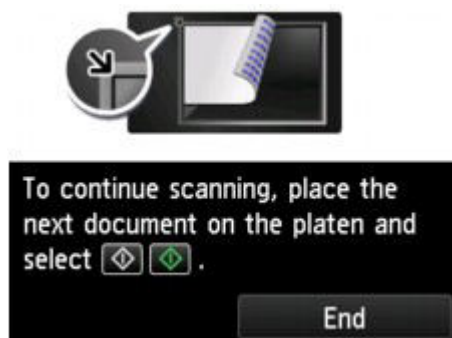 To continue scanning, place the
next document on the platen and
select .
End